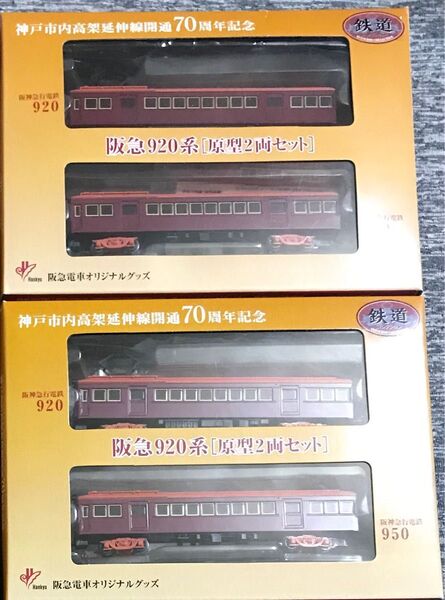 神戸市内高架延伸線開通70周年記念
鉄道
阪神急行電鉄
920
阪急920系[原型2両セット]
Hankyu
阪急電車オリジナルグッズ
神戸市内高架延伸線開通70周年記念
鉄道
阪神急行電鉄
920
阪急920系[原型2両セット]
阪神急行電鉄
950
Hankyu
阪急電車オリジナルグッズ